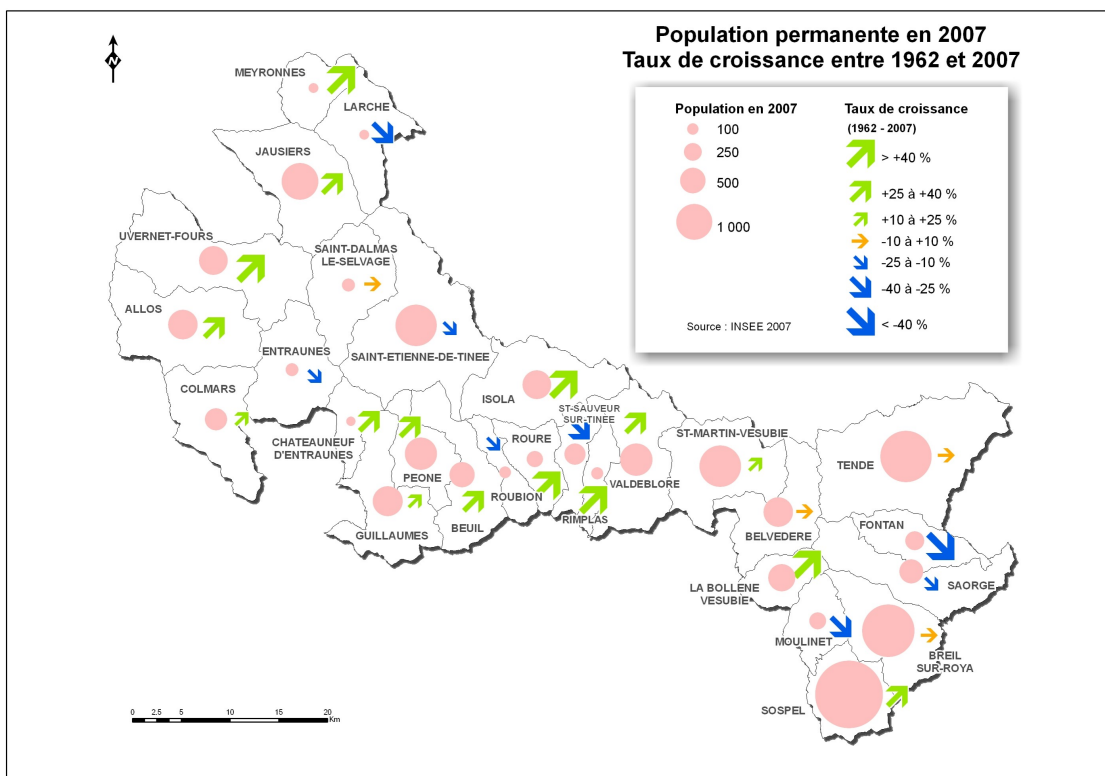 Population permanente en 2007
Taux de croissance entre 1962 et 2007
Population en 2007
100
250
500
1 000
Taux de croissance
(1962 - 2007)
> +40 %
+25 à +40 %
+10 à +25 %
-10 à +10 %
-25 à -10 %
-40 à -25 %
< -40 %
Source : INSEE 2007
N
MEYRONNES
LARCHE
JAUSIERS
UVERNET-FOURS
SAINT-DALMAS
LE-SELVAGE
ALLOS
ENTRAUNES
SAINT-ETIENNE-DE-TINEE
COLMARS
ISOLA
ST-SAUVEUR
SUR-TINEE
CHATEAUNEUF
D'ENTRAUNES
ROURE
ST-MARTIN-VESUBIE
TENDE
PEONE
VALDEBLORE
ROUBION
RIMPLAS
GUILLAUMES
BEUIL
BELVEDERE
FONTAN
SAORGE
LA BOLLENE
VESUBIE
MOULINET
BREIL
SUR-ROYA
SOSPEL
0 2.5 5 10 15 20
Km